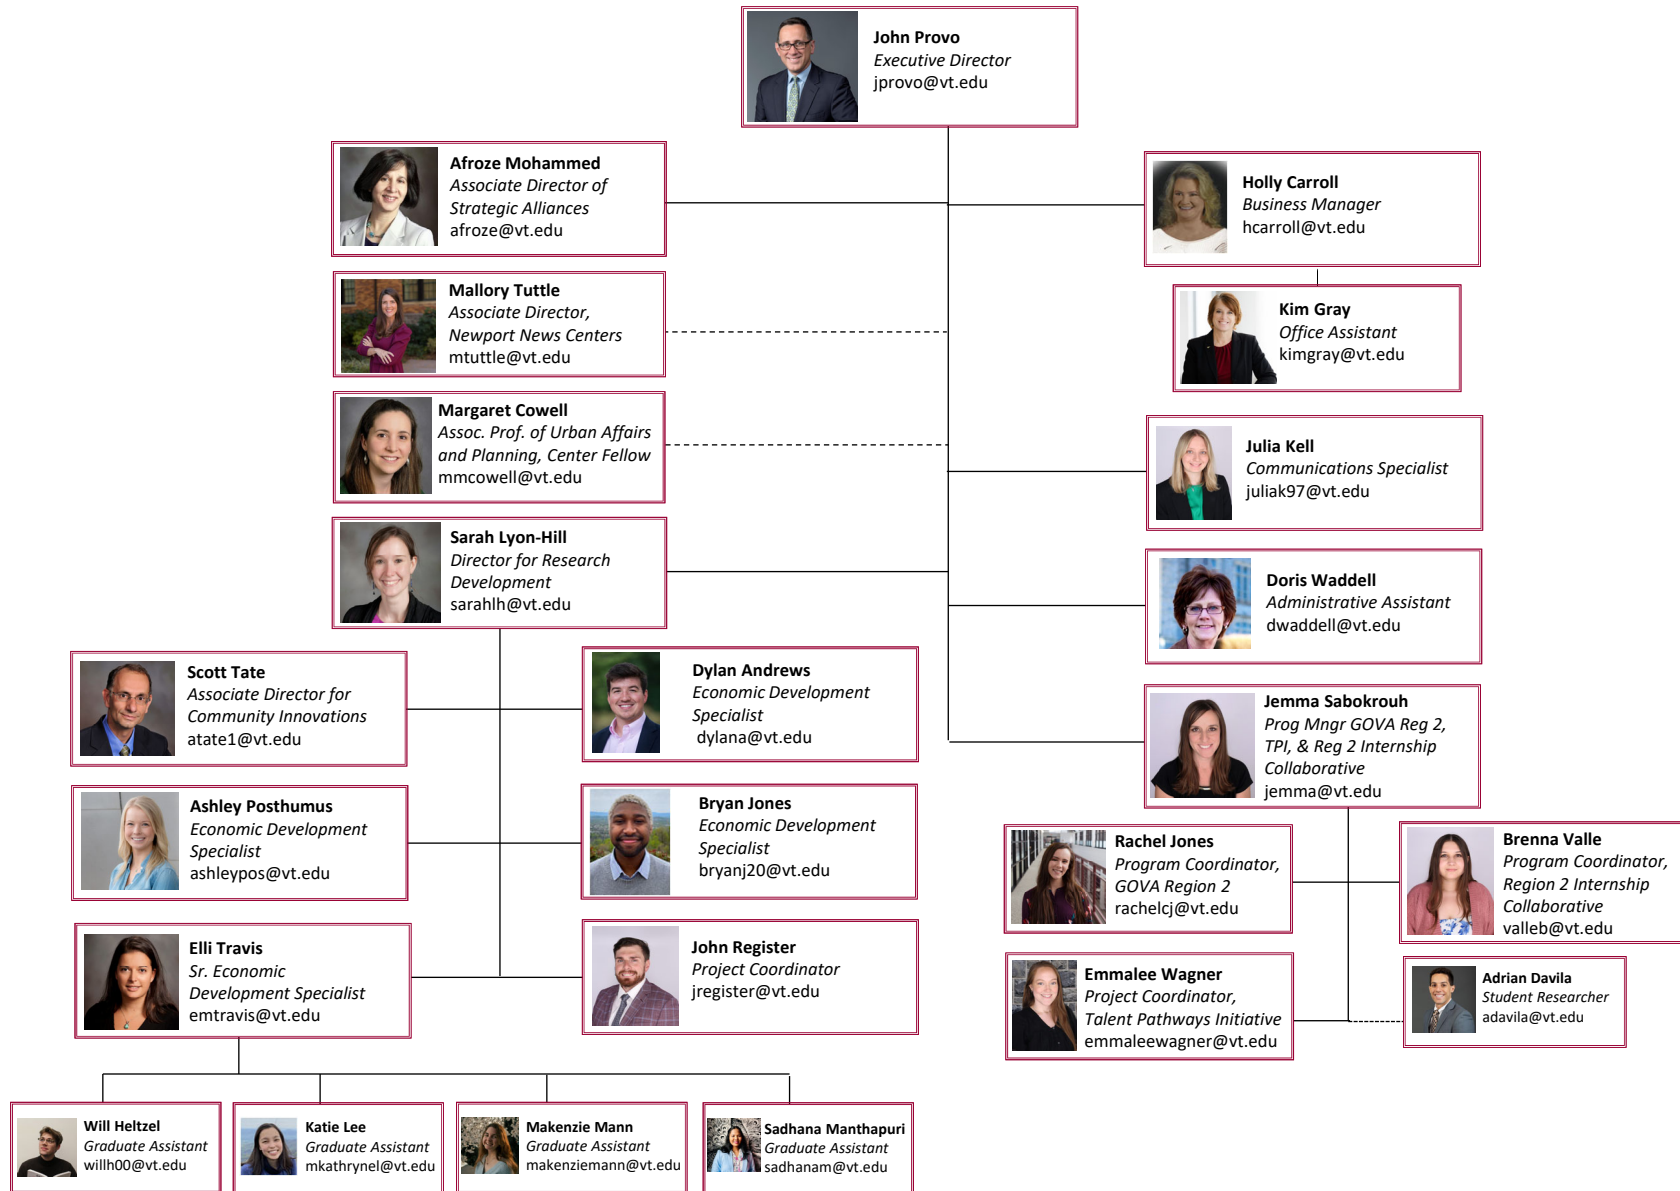 John Provo
Executive Director
jprovo@vt.edu
Afroze Mohammed
Associate Director of
Strategic Alliances
afroze@vt.edu
Holly Carroll
Business Manager
hcarroll@vt.edu
Mallory Tuttle
Associate Director,
Newport News Centers
mtuttle@vt.edu
Kim Gray
Office Assistant
kimgray@vt.edu
Margaret Cowell
Assoc. Prof. of Urban Affairs
and Planning, Center Fellow
mmcowell@vt.edu
Julia Kell
Communications Specialist
juliak97@vt.edu
Sarah Lyon-Hill
Director for Research
Development
sarahlh@vt.edu
Doris Waddell
Administrative Assistant
dwaddell@vt.edu
Scott Tate
Associate Director for
Community Innovations
atate1@vt.edu
Dylan Andrews
Economic Development
Specialist
dylana@vt.edu
Jemma Sabokrouh
Prog Mngr GOVA Reg 2,
TPI, & Reg 2 Internship
Collaborative
jemma@vt.edu
Ashley Posthumus
Economic Development
Specialist
ashleypos@vt.edu
Bryan Jones
Economic Development
Specialist
bryanj20@vt.edu
Rachel Jones
Program Coordinator,
GOVA Region 2
rachelcj@vt.edu
Brenna Valle
Program Coordinator,
Region 2 Internship
Collaborative
valleb@vt.edu
Elli Travis
Sr. Economic
Development Specialist
emtravis@vt.edu
John Register
Project Coordinator
jregister@vt.edu
Emmalee Wagner
Project Coordinator,
Talent Pathways Initiative
emmaleewagner@vt.edu
Adrian Davila
Student Researcher
adavila@vt.edu
Will Heltzel
Graduate Assistant
willh00@vt.edu
Katie Lee
Graduate Assistant
mkathrynel@vt.edu
Makenzie Mann
Graduate Assistant
makenziemann@vt.edu
Sadhana Manthapuri
Graduate Assistant
sadhanam@vt.edu